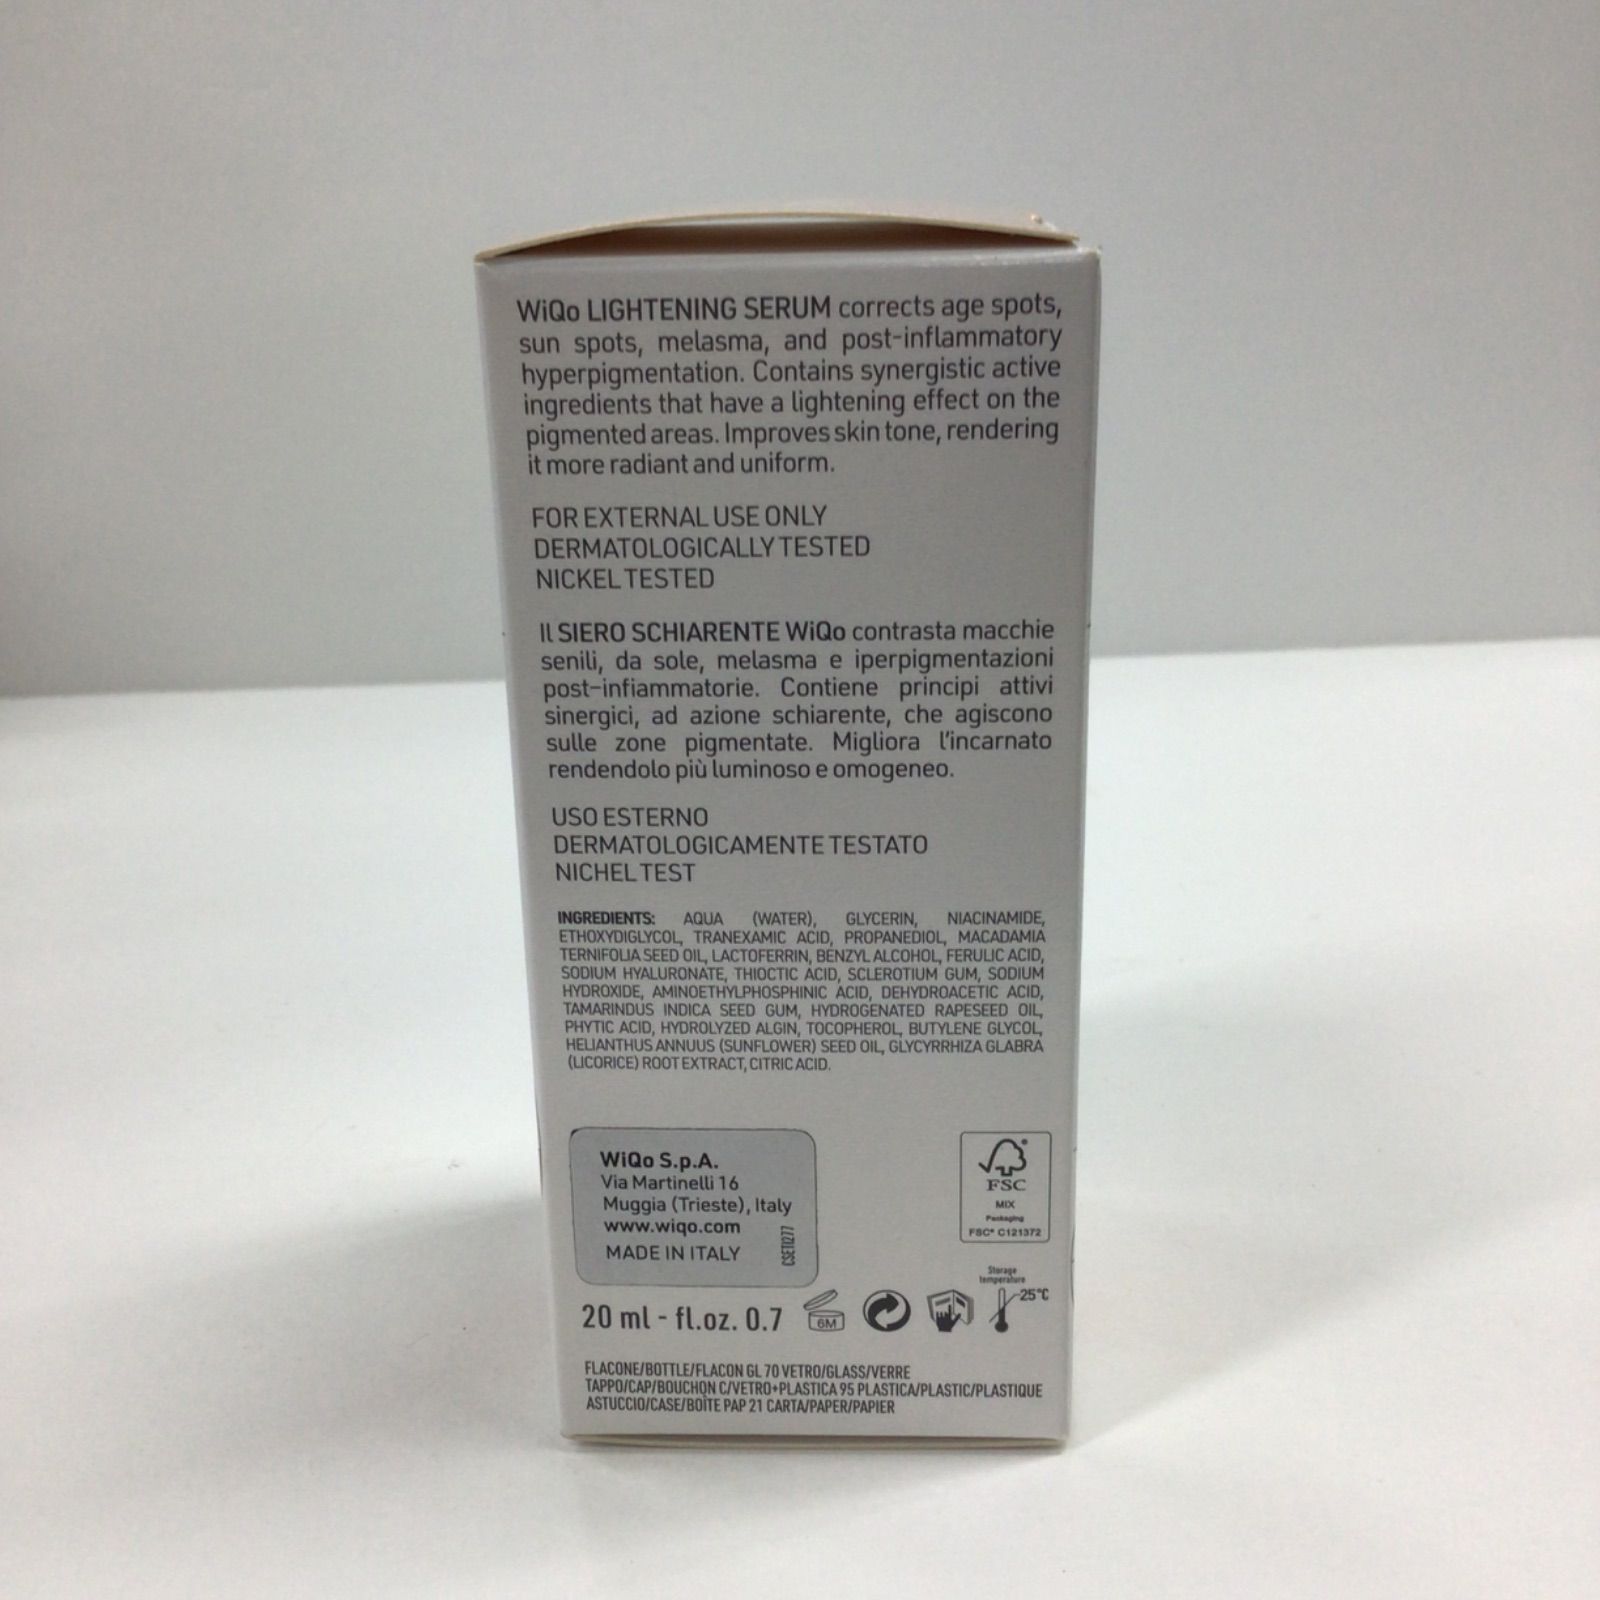 WiQo LIGHTENING SERUM corrects age spots,
sun spots, melasma, and post-inflammatory
hyperpigmentation. Contains synergistic active
ingredients that have a lightening effect on the
pigmented areas. Improves skin tone, rendering
it more radiant and uniform.
FOR EXTERNAL USE ONLY
DERMATOLOGICALLY TESTED
NICKEL TESTED
Il SIERO SCHIARENTE WiQo contrasta macchie
senili, da sole, melasma e iperpigmentazioni
post-infiammatorie. Contiene principi attivi
sinergici, ad azione schiarente, che agiscono
sulle zone pigmentate. Migliora l'incarnato
rendendolo più luminoso e omogeneo.
USO ESTERNO
DERMATOLOGICAMENTE TESTATO
NICHEL TEST
INGREDIENTS: AQUA (WATER), GLYCERIN, NIACINAMIDE,
ETHOXYDIGLYCOL, TRANEXAMIC ACID, PROPANEDIOL, MACADAMIA
TERNIFOLIA SEED OIL, LACTOFERRIN, BENZYL ALCOHOL, FERULIC ACID,
SODIUM HYALURONATE, THIOCTIC ACID, SCLEROTIUM GUM, SODIUM
HYDROXIDE, AMINOETHYLPHOSPHINIC ACID, DEHYDROACETIC ACID,
TAMARINDUS INDICA SEED GUM, HYDROGENATED RAPESEED OIL,
PHYTIC ACID, HYDROLYZED ALGIN, TOCOPHEROL, BUTYLENE GLYCOL,
HELIANTHUS ANNUUS (SUNFLOWER) SEED OIL, GLYCYRRHIZA GLABRA
(LICORICE) ROOT EXTRACT, CITRIC ACID.
WiQo S.p.A.
Via Martinelli 16
Muggia (Trieste), Italy
www.wiqo.com
MADE IN ITALY
CSETI277
FSC
MIX
Packaging
FSC® C121372
Storage
temperature
25°C
20 ml - fl.oz. 0.7
6M
FLACONE/BOTTLE/FLACON GL 70 VETRO/GLASS/VERRE
TAPPO/CAP/BOUCHON C/VETRO+PLASTICA 95 PLASTICA/PLASTIC/PLASTIQUE
ASTUCCIO/CASE/BOÎTE PAP 21 CARTA/PAPER/PAPIER